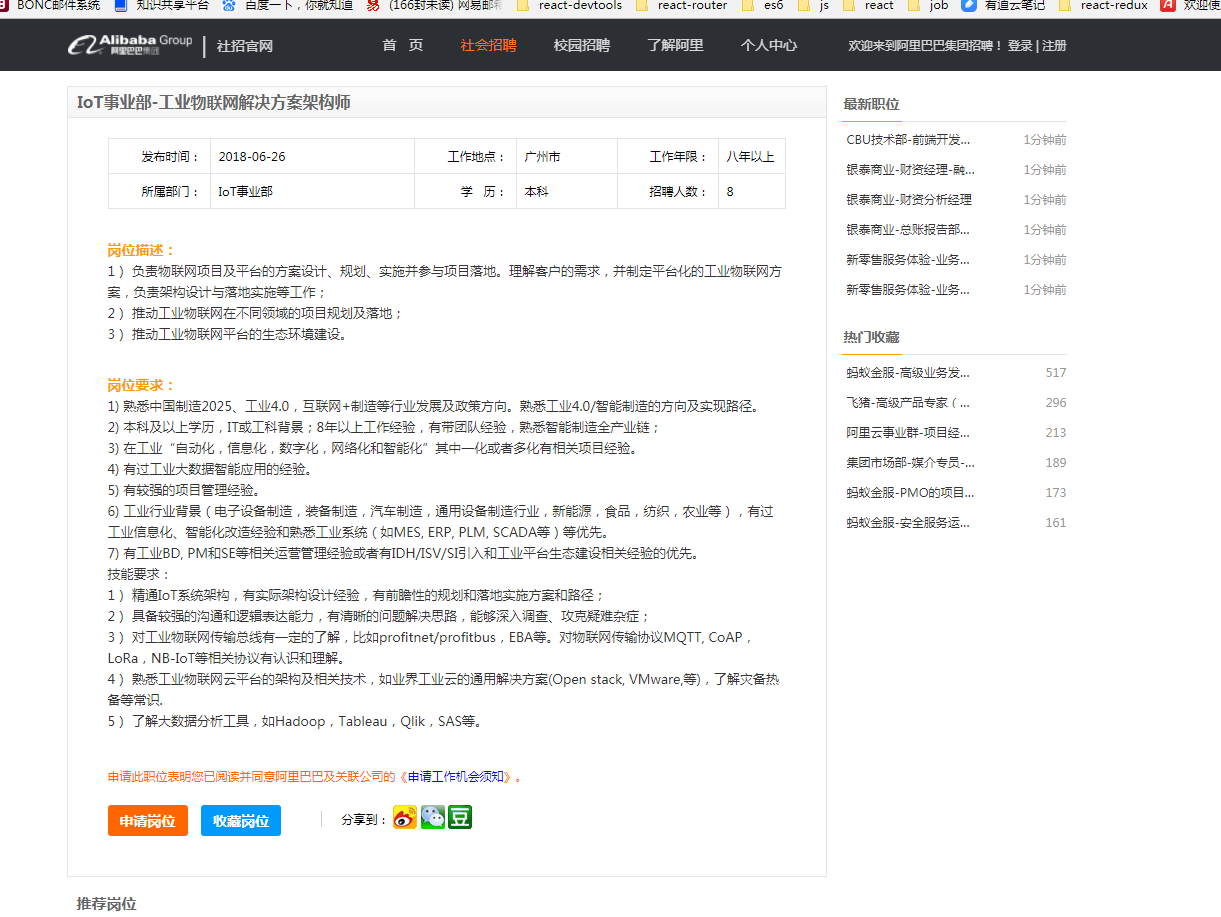 BONC邮件系统 知识共享平台 百度一下，你就知道 (166封未读) 网易邮箱 react-devtools react-router es6 js react job 有道云笔记 react-redux 欢迎使
Alibaba Group 阿里巴巴集团 | 社招官网 首 页 社会招聘 校园招聘 了解阿里 个人中心 欢迎来到阿里巴巴集团招聘！ 登录 | 注册
IoT事业部-工业物联网解决方案架构师
发布时间： 2018-06-26 工作地点： 广州市 工作年限： 八年以上
所属部门： IoT事业部 学 历： 本科 招聘人数： 8
岗位描述：
1 ） 负责物联网项目及平台的方案设计、规划、实施并参与项目落地。理解客户的需求，并制定平台化的工业物联网方
案，负责架构设计与落地实施等工作；
2 ） 推动工业物联网在不同领域的项目规划及落地；
3 ） 推动工业物联网平台的生态环境建设。
岗位要求：
1) 熟悉中国制造2025、工业4.0，互联网+制造等行业发展及政策方向。熟悉工业4.0/智能制造的方向及实现路径。
2) 本科及以上学历，IT或工科背景；8年以上工作经验，有带团队经验，熟悉智能制造全产业链；
3) 在工业“自动化，信息化，数字化，网络化和智能化”其中一化或者多化有相关项目经验。
4) 有过工业大数据智能应用的经验。
5) 有较强的项目管理经验。
6) 工业行业背景（电子设备制造，装备制造，汽车制造，通用设备制造行业，新能源，食品，纺织，农业等），有过
工业信息化、智能化改造经验和熟悉工业系统（如MES, ERP, PLM, SCADA等）等优先。
7) 有工业BD, PM和SE等相关运营管理经验或者有IDH/ISV/SI引入和工业平台生态建设相关经验的优先。
技能要求：
1 ） 精通IoT系统架构，有实际架构设计经验，有前瞻性的规划和落地实施方案和路径；
2 ） 具备较强的沟通和逻辑表达能力，有清晰的问题解决思路，能够深入调查、攻克疑难杂症；
3 ） 对工业物联网传输总线有一定的了解，比如profitnet/profitbus，EBA等。对物联网传输协议MQTT, CoAP，
LoRa，NB-IoT等相关协议有认识和理解。
4 ） 熟悉工业物联网云平台的架构及相关技术，如业界工业云的通用解决方案(Open stack, VMware,等)，了解灾备热
备等常识.
5 ） 了解大数据分析工具，如Hadoop，Tableau，Qlik，SAS等。
申请此职位表明您已阅读并同意阿里巴巴及关联公司的《申请工作机会须知》。
申请岗位 收藏岗位 分享到： 豆
推荐岗位
最新职位
CBU技术部-前端开发... 1分钟前
银泰商业-财资经理-融... 1分钟前
银泰商业-财资分析经理 1分钟前
银泰商业-总账报告部... 1分钟前
新零售服务体验-业务... 1分钟前
新零售服务体验-业务... 1分钟前
热门收藏
蚂蚁金服-高级业务发... 517
飞猪-高级产品专家（... 296
阿里云事业群-项目经... 213
集团市场部-媒介专员-... 189
蚂蚁金服-PMO的项目... 173
蚂蚁金服-安全服务运... 161